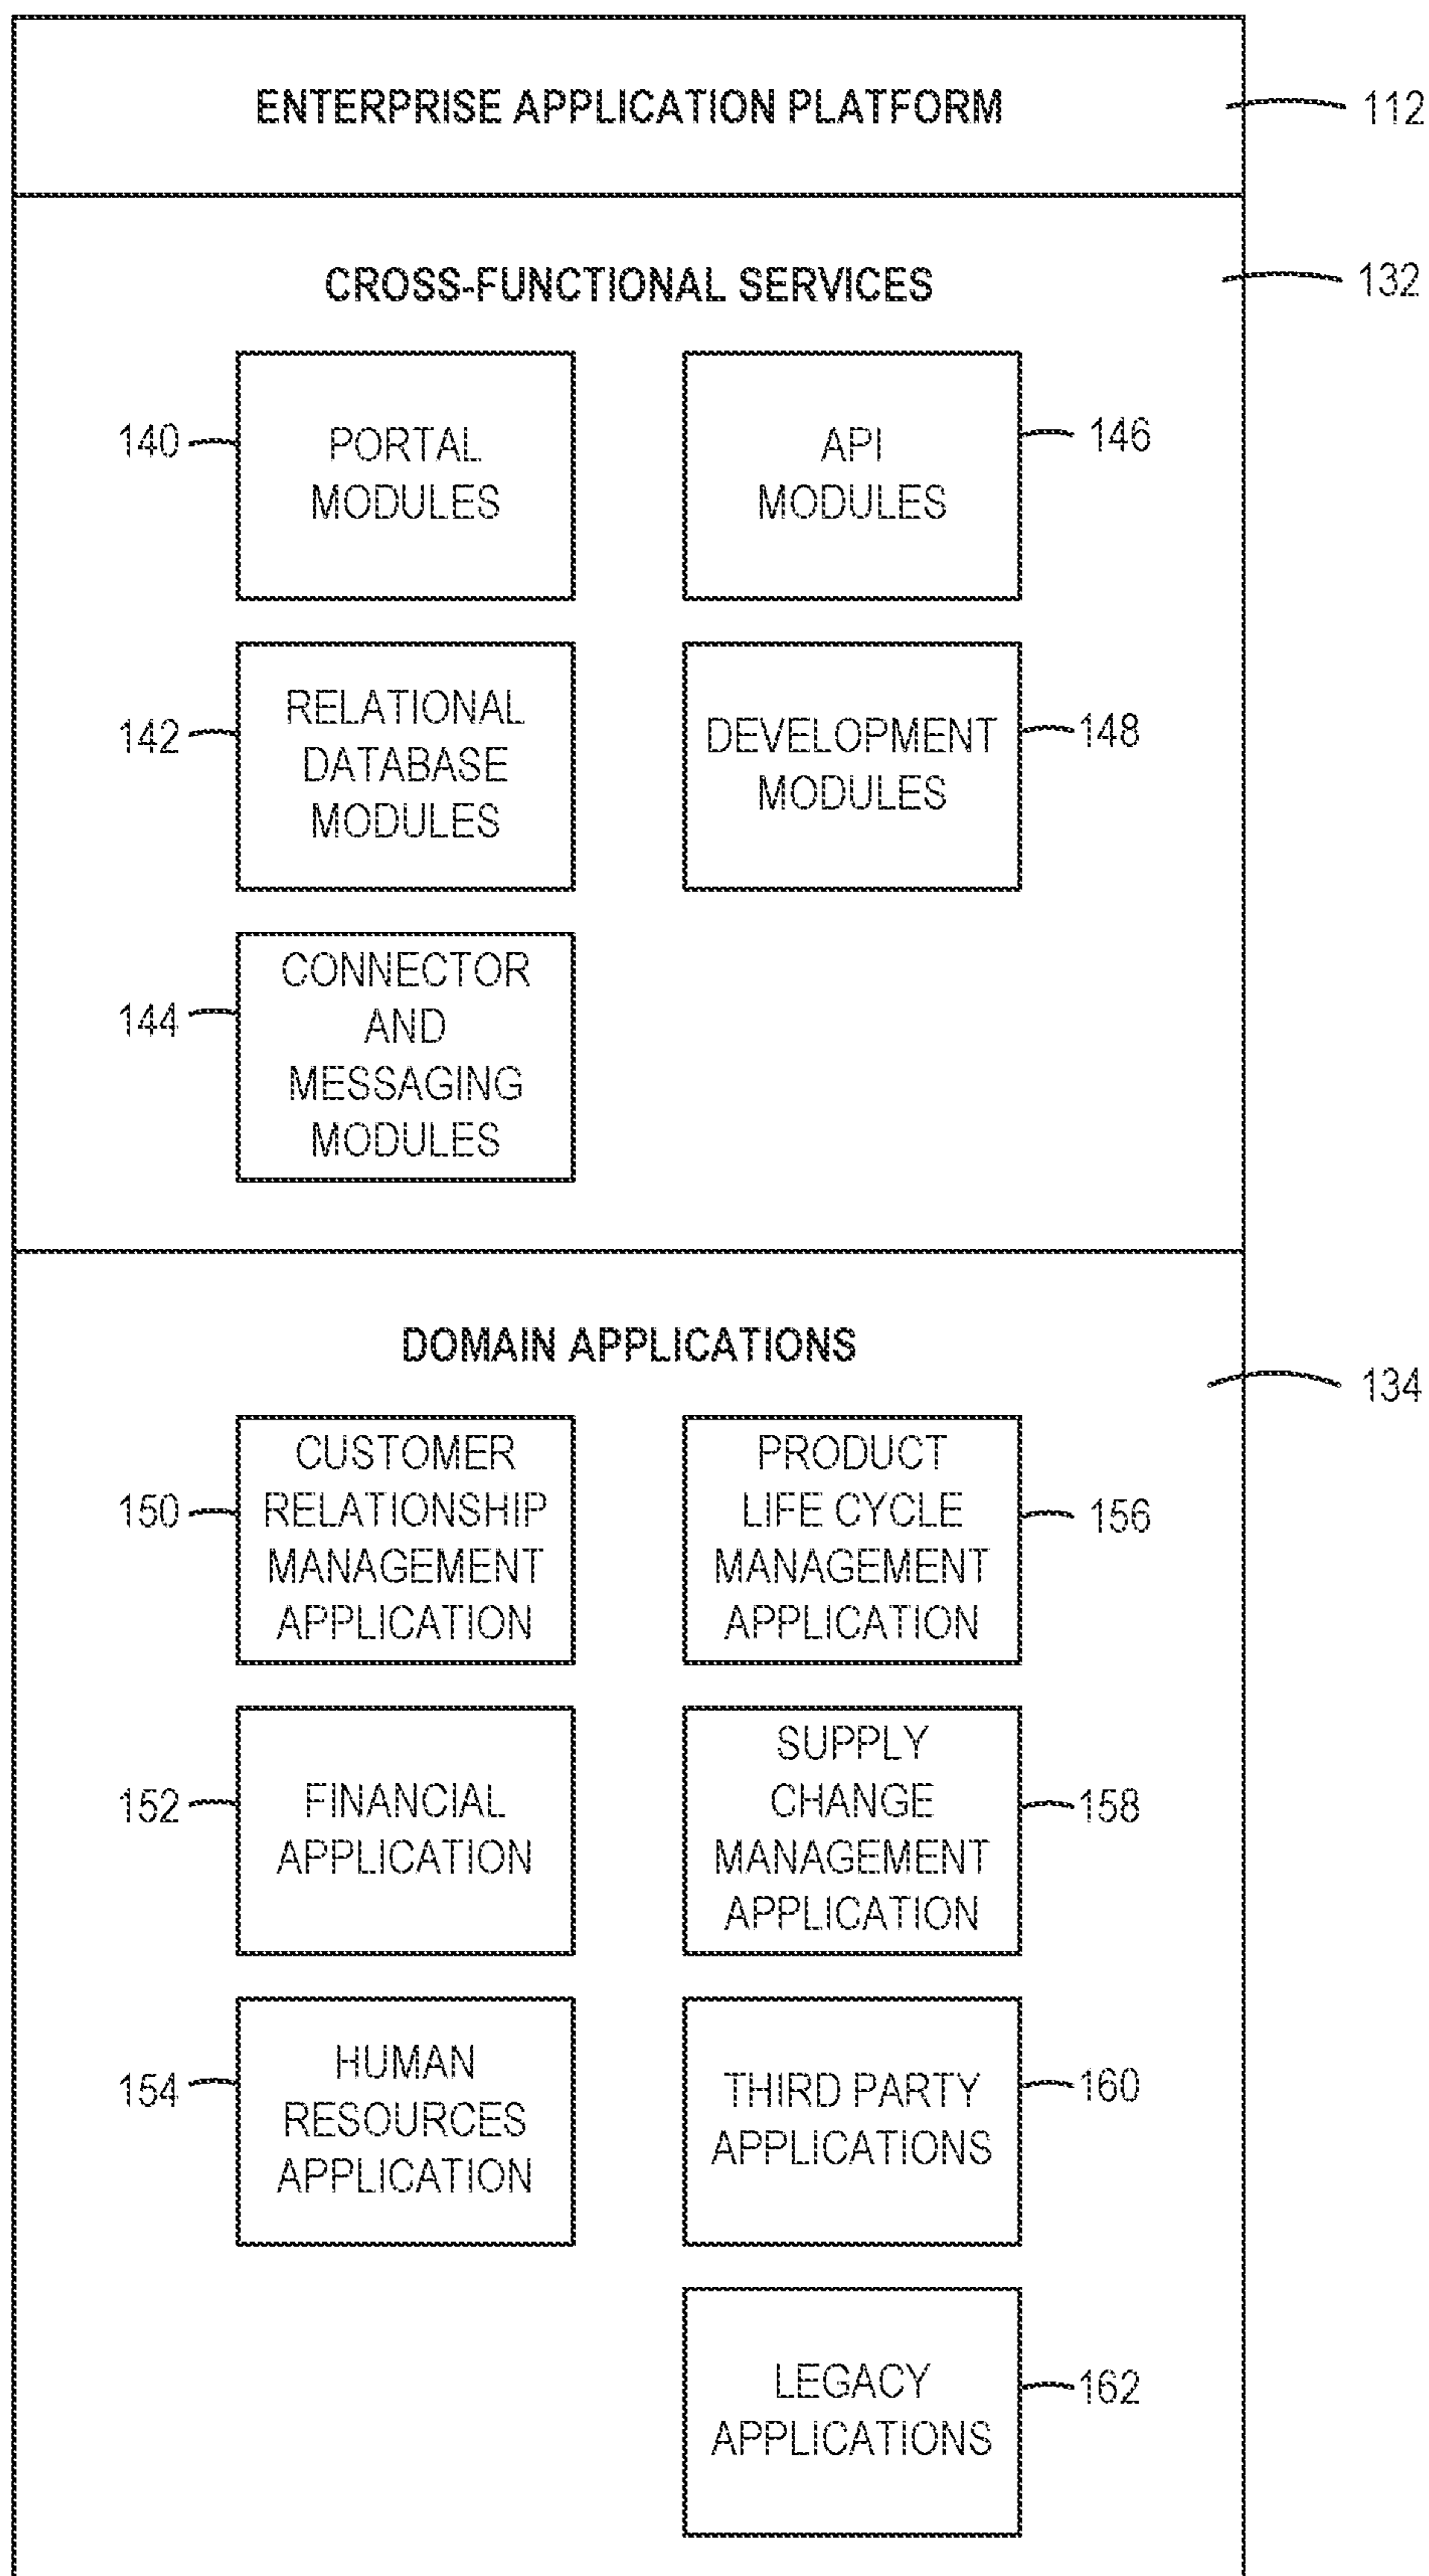 ENTERPRISE APPLICATION PLATFORM
112
CROSS-FUNCTIONAL SERVICES
132
140
PORTAL
MODULES
API
MODULES
146
142
RELATIONAL
DATABASE
MODULES
DEVELOPMENT
MODULES
148
144
CONNECTOR
AND
MESSAGING
MODULES
DOMAIN APPLICATIONS
134
150
CUSTOMER
RELATIONSHIP
MANAGEMENT
APPLICATION
PRODUCT
LIFE CYCLE
MANAGEMENT
APPLICATION
156
152
FINANCIAL
APPLICATION
SUPPLY
CHANGE
MANAGEMENT
APPLICATION
158
154
HUMAN
RESOURCES
APPLICATION
THIRD PARTY
APPLICATIONS
160
LEGACY
APPLICATIONS
162